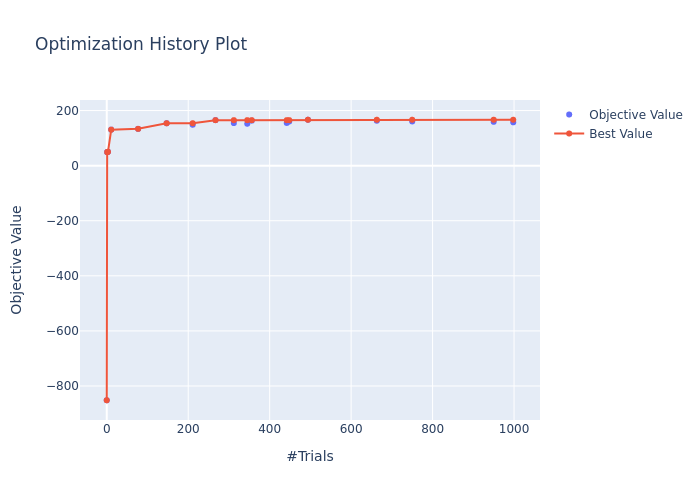 Optimization History Plot
Objective Value
Best Value
200
0
−200
−400
−600
−800
Objective Value
0
200
400
600
800
1000
#Trials